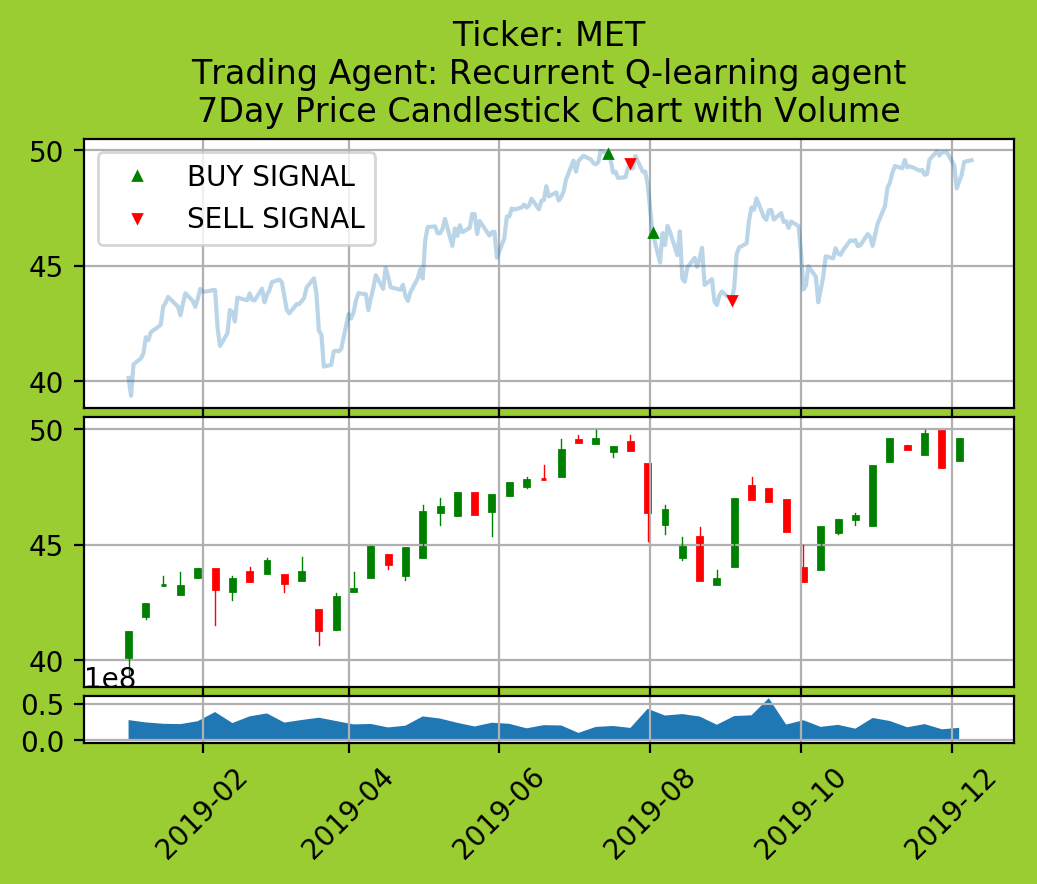 Ticker: MET
Trading Agent: Recurrent Q-learning agent
7Day Price Candlestick Chart with Volume
50
BUY SIGNAL
SELL SIGNAL
45
40
50
45
40
1e8
0.5
0.0
2019-02 2019-04 2019-06 2019-08 2019-10 2019-12